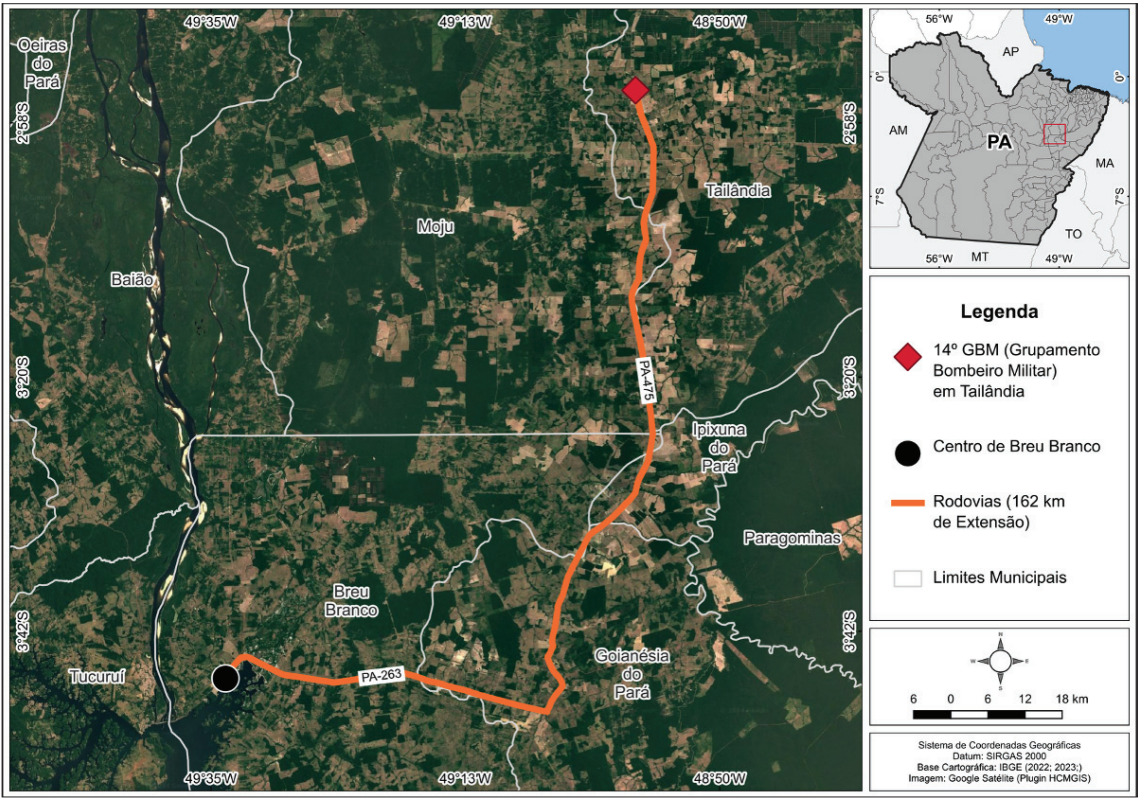 49°35'W
49°13'W
48°50'W
Oeiras
do
Pará
2°58'S
2°58'S
Tailândia
Moju
Baião
3°20'S
3°20'S
PA-475
Ipixuna
do
Pará
Paragominas
Breu
Branco
3°42'S
3°42'S
Goianésia
do
Pará
Tucuruí
PA-263
49°35'W
49°13'W
48°50'W
56°W
49°W
AP
0°
0°
AM
PA
MA
7°S
7°S
TO
MT
56°W
49°W
Legenda
14º GBM (Grupamento
Bombeiro Militar)
em Tailândia
Centro de Breu Branco
Rodovias (162 km
de Extensão)
Limites Municipais
N
W
E
S
6 0 6 12 18 km
Sistema de Coordenadas Geográficas
Datum: SIRGAS 2000
Base Cartográfica: IBGE (2022; 2023;)
Imagem: Google Satélite (Plugin HCMGIS)